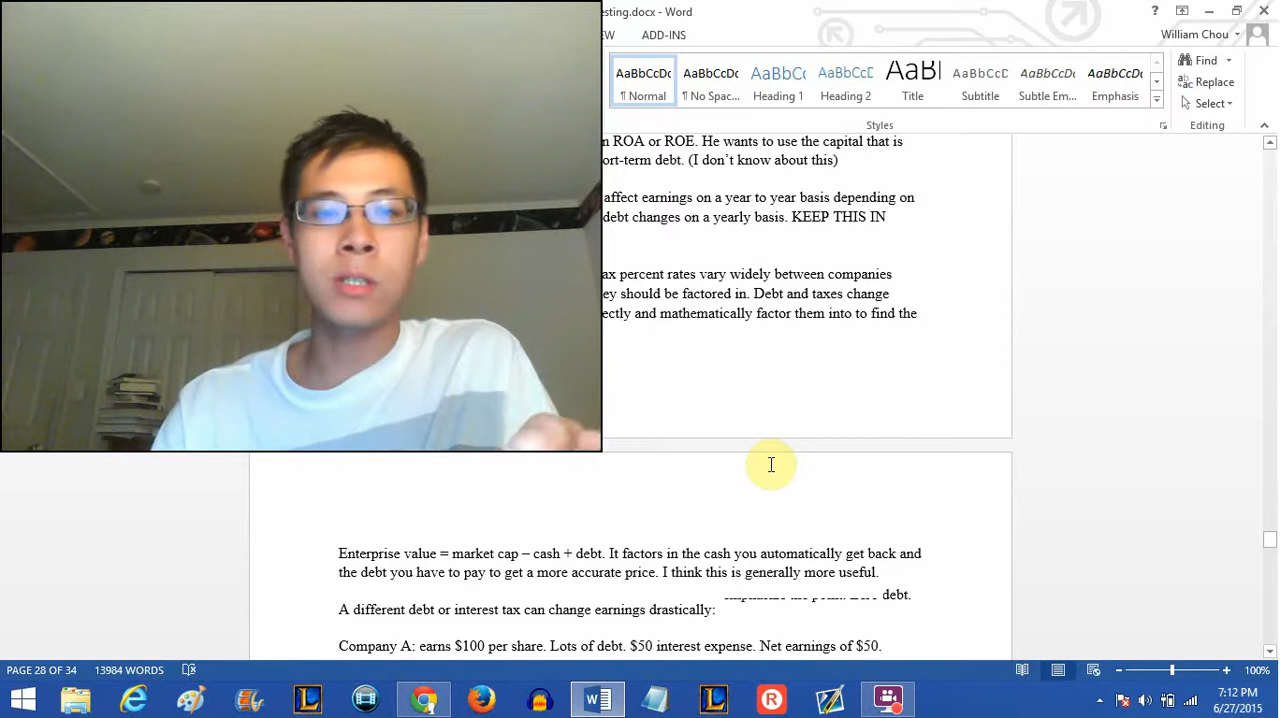 esting.docx - Word
?
EW ADD-INS
William Chou
AaBbCcDc AaBbCcDc AaBbCc AaBbCcD AaB AaBbCcD AaBbCcDc AaBbCcDc
¶ Normal ¶ No Spac... Heading 1 Heading 2 Title Subtitle Subtle Em... Emphasis
Styles
Find
Replace
Select
Editing
n ROA or ROE. He wants to use the capital that is
ort-term debt. (I don't know about this)
affect earnings on a year to year basis depending on
debt changes on a yearly basis. KEEP THIS IN
ax percent rates vary widely between companies
ey should be factored in. Debt and taxes change
ectly and mathematically factor them into to find the
Enterprise value = market cap – cash + debt. It factors in the cash you automatically get back and
the debt you have to pay to get a more accurate price. I think this is generally more useful.
debt.
A different debt or interest tax can change earnings drastically:
Company A: earns $100 per share. Lots of debt. $50 interest expense. Net earnings of $50.
PAGE 28 OF 34 13984 WORDS
100%
7:12 PM
6/27/2015